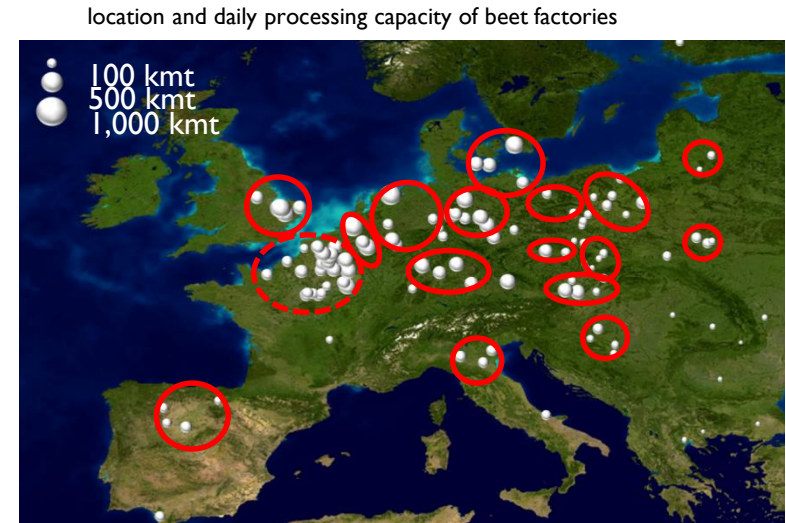 location and daily processing capacity of beet factories
100 kmt
500 kmt
1,000 kmt